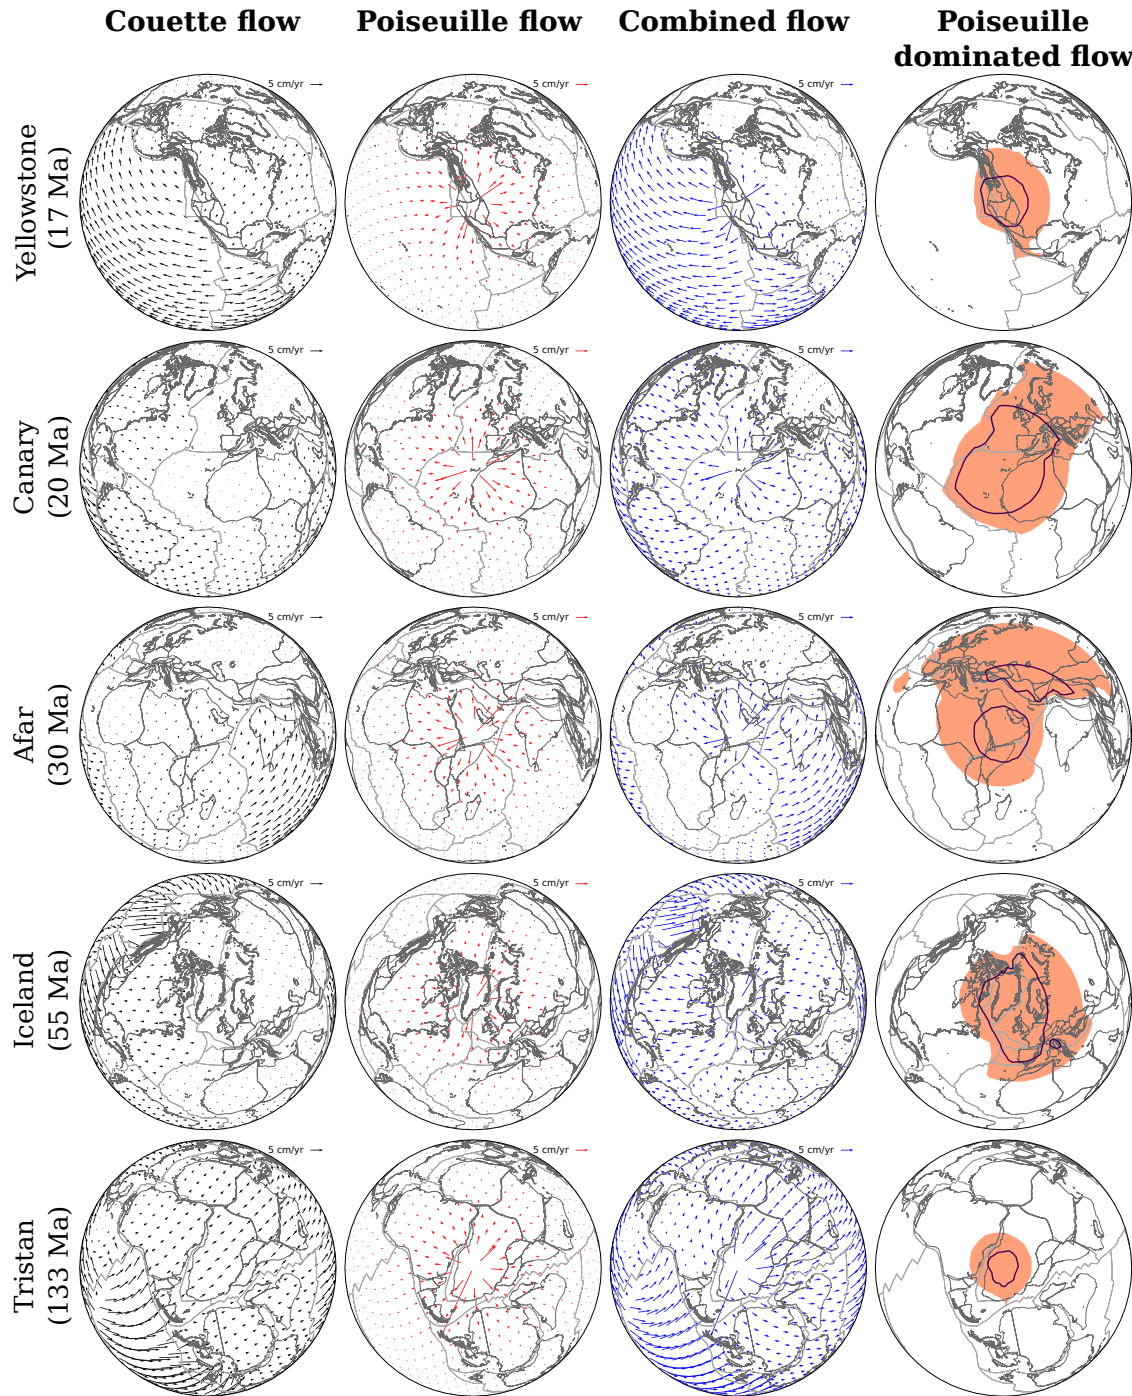 Couette flow
Poiseuille flow
Combined flow
Poiseuille
dominated flow
Yellowstone
(17 Ma)
5 cm/yr
5 cm/yr
5 cm/yr
Canary
(20 Ma)
5 cm/yr
5 cm/yr
5 cm/yr
Afar
(30 Ma)
5 cm/yr
5 cm/yr
5 cm/yr
Iceland
(55 Ma)
5 cm/yr
5 cm/yr
5 cm/yr
Tristan
(133 Ma)
5 cm/yr
5 cm/yr
5 cm/yr